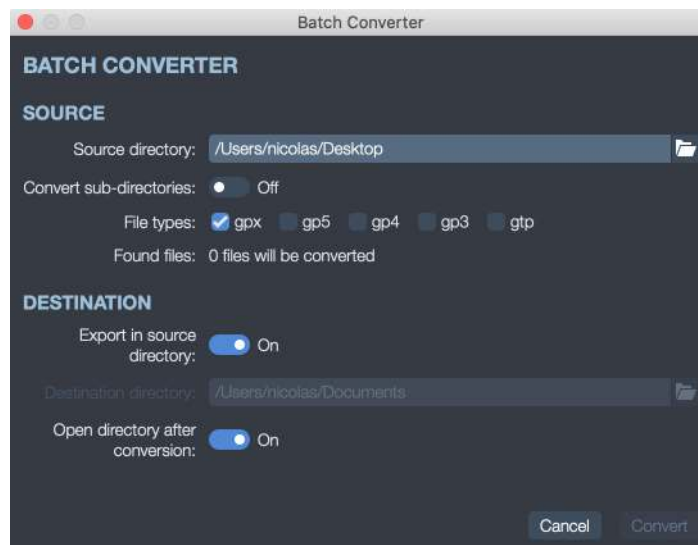 Batch Converter
BATCH CONVERTER
SOURCE
Source directory: /Users/nicolas/Desktop
Convert sub-directories: Off
File types: gpx gp5 gp4 gp3 gtp
Found files: 0 files will be converted
DESTINATION
Export in source
directory: On
Destination directory: /Users/nicolas/Documents
Open directory after
conversion: On
Cancel Convert